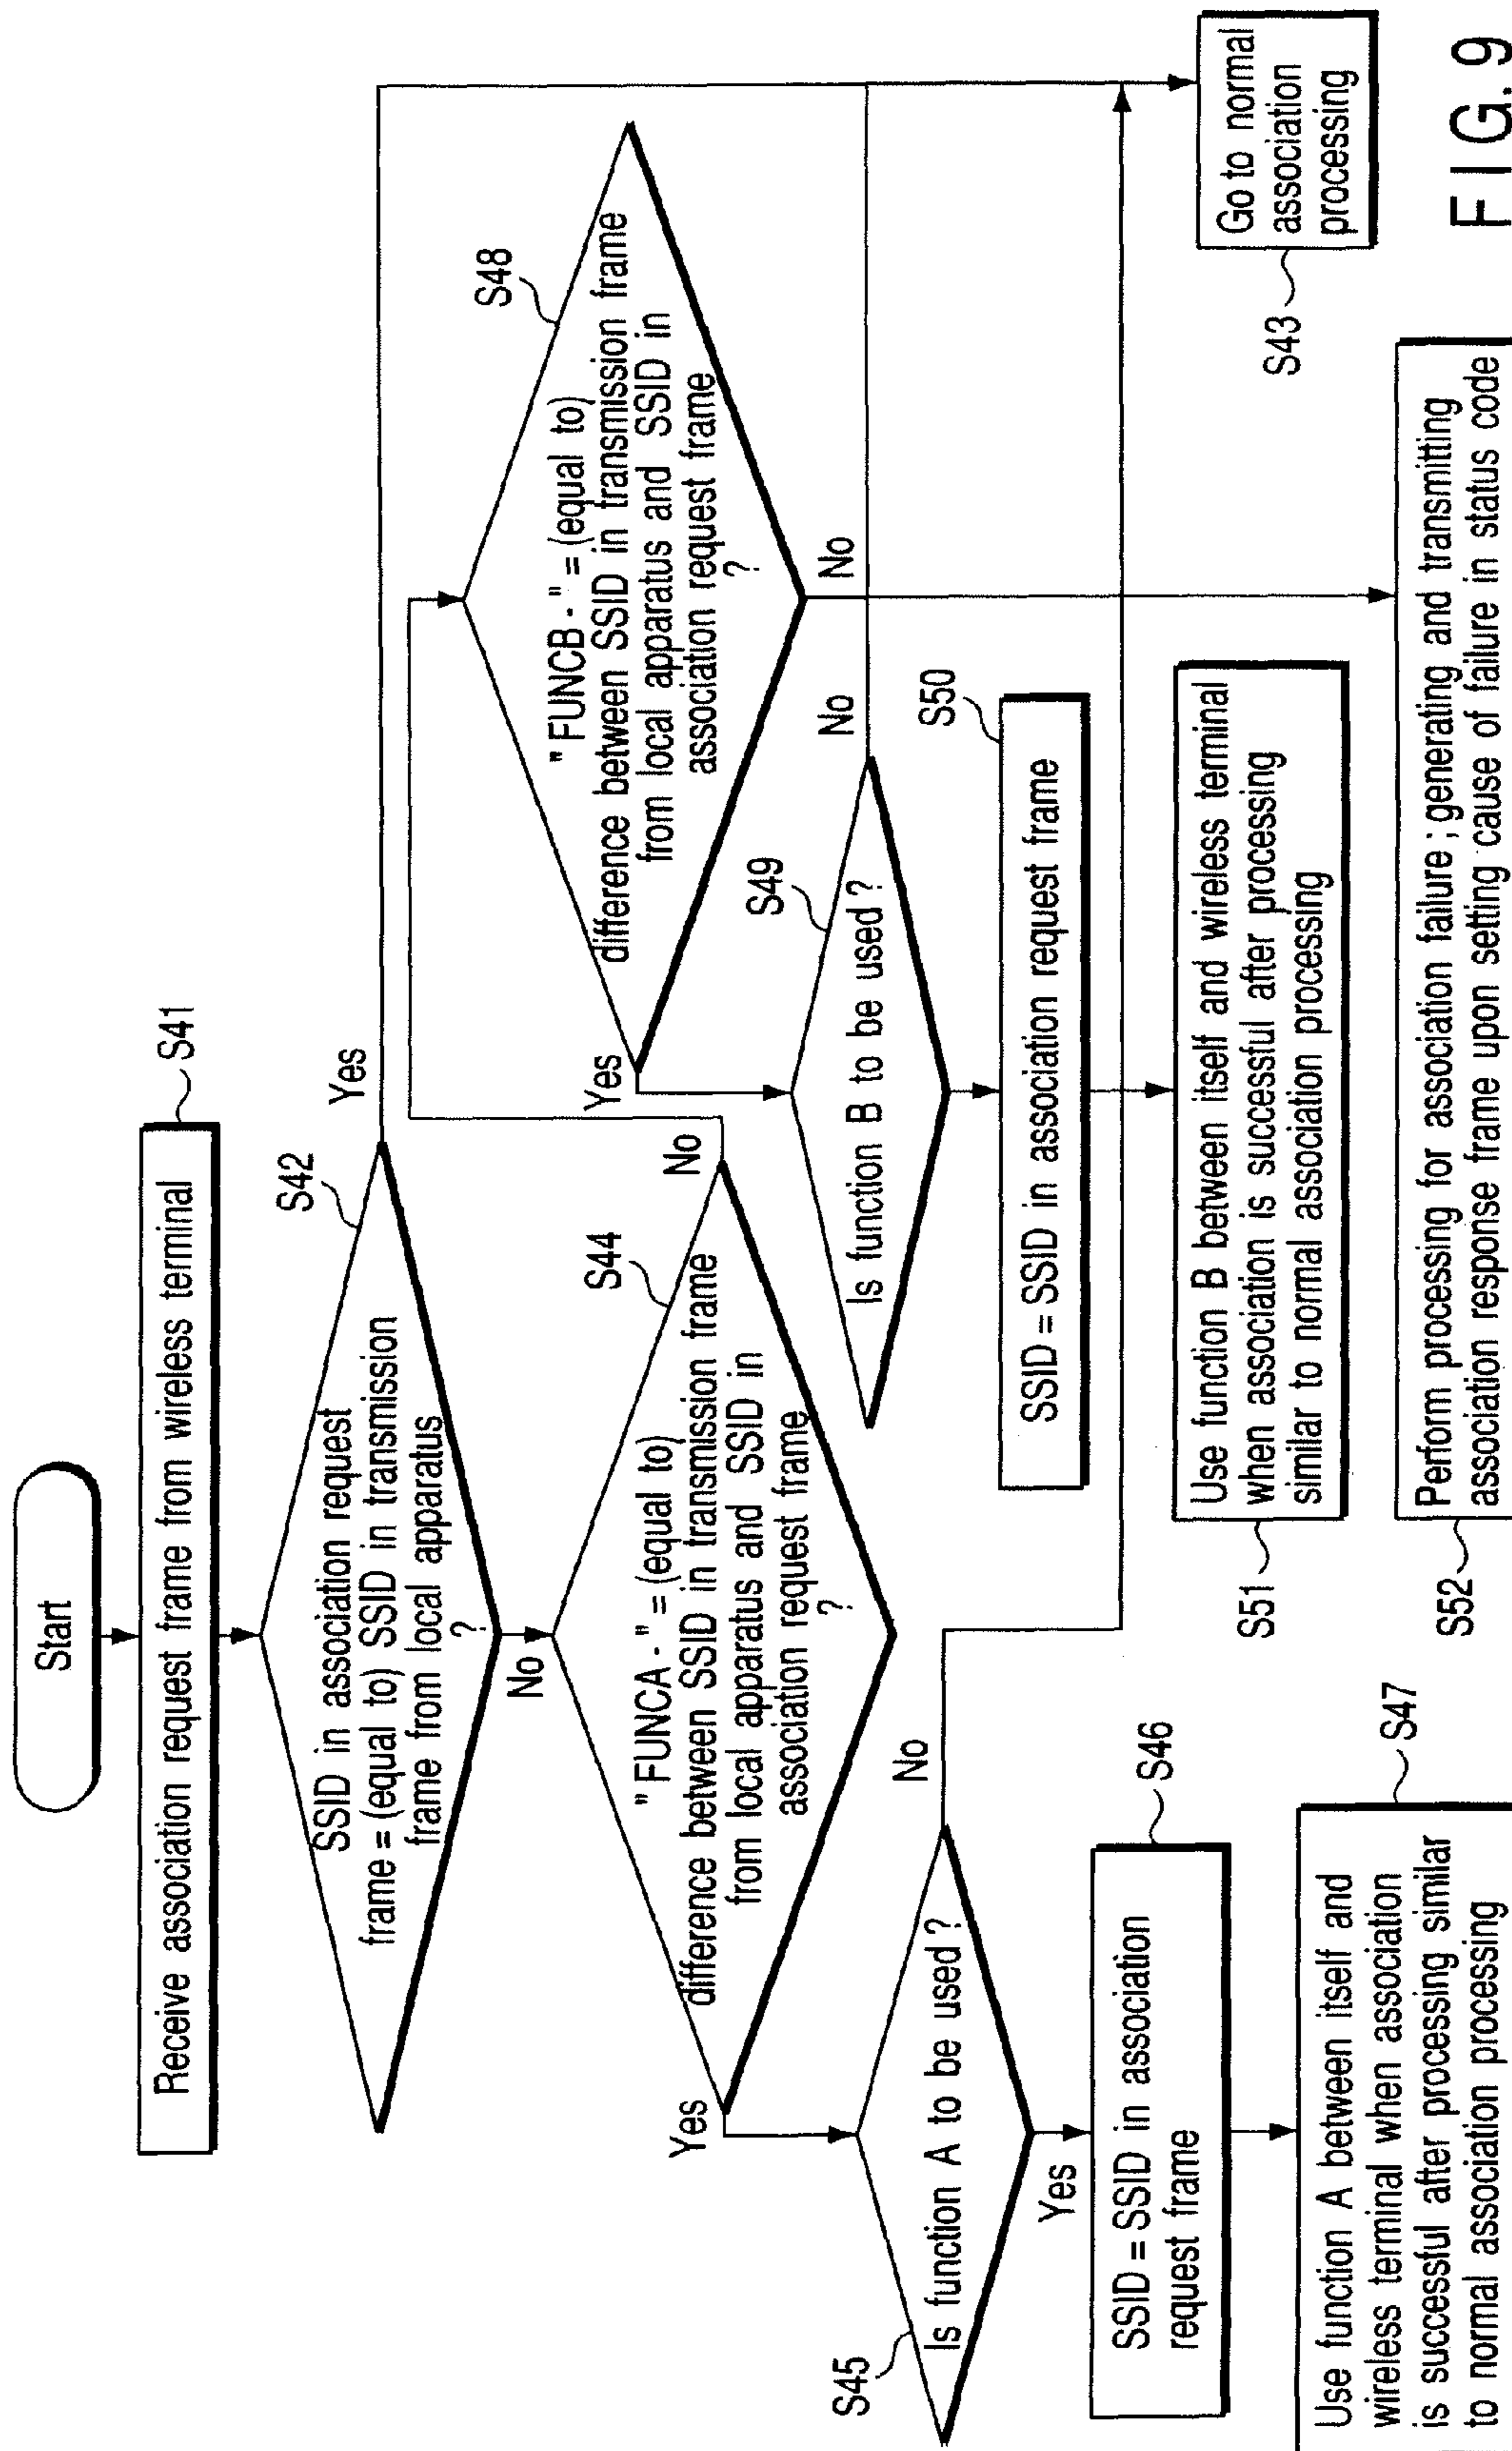 Start
Receive association request frame from wireless terminal
S41
S42
SSID in association request
frame = (equal to) SSID in transmission
frame from local apparatus
?
Yes
No
S44
" FUNCA - " = (equal to)
difference between SSID in transmission frame
from local apparatus and SSID in
association request frame
?
Yes
No
S48
" FUNCB - " = (equal to)
difference between SSID in transmission frame
from local apparatus and SSID in
association request frame
?
Yes
No
S45
Is function A to be used ?
No
Yes
S49
Is function B to be used ?
No
S46
SSID = SSID in association
request frame
S50
SSID = SSID in association request frame
S47
Use function A between itself and
wireless terminal when association
is successful after processing similar
to normal association processing
S51
Use function B between itself and wireless terminal
when association is successful after processing
similar to normal association processing
S43
Go to normal
association
processing
S52
Perform processing for association failure ; generating and transmitting
association response frame upon setting cause of failure in status code
FIG. 9